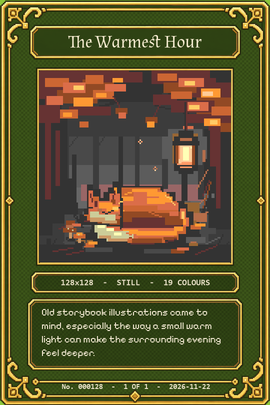 The Warmest Hour
128x128 - STILL - 19 COLOURS
Old storybook illustrations came to
mind, especially the way a small warm
light can make the surrounding evening
feel deeper.
No. 000128 - 1 OF 1 - 2026-11-22